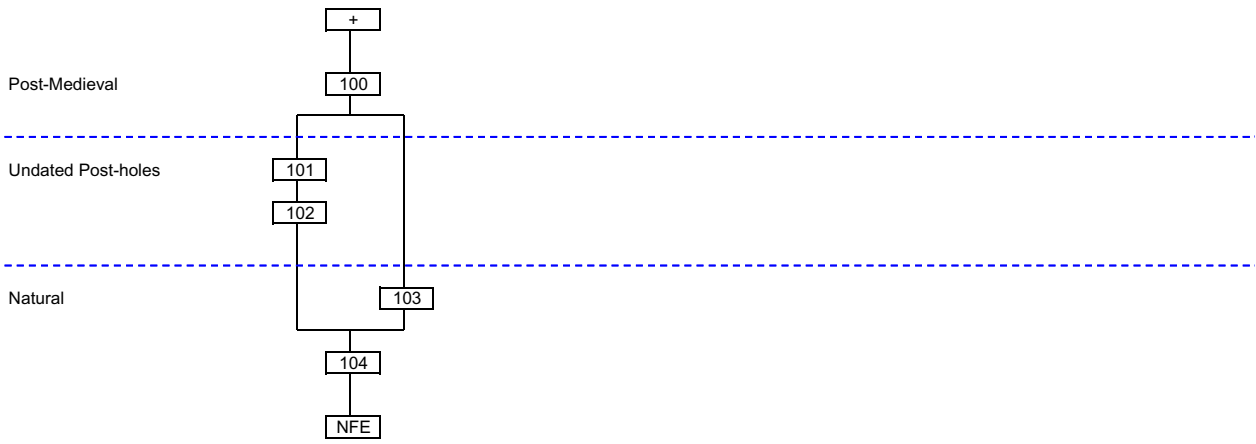 +
Post-Medieval
100
Undated Post-holes
101
102
Natural
103
104
NFE